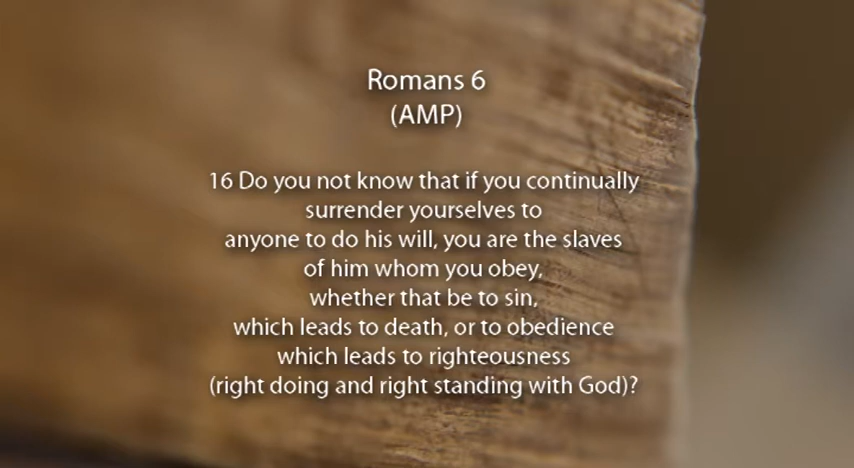 Romans 6
(AMP)
16 Do you not know that if you continually
surrender yourselves to
anyone to do his will, you are the slaves
of him whom you obey,
whether that be to sin,
which leads to death, or to obedience
which leads to righteousness
(right doing and right standing with God)?